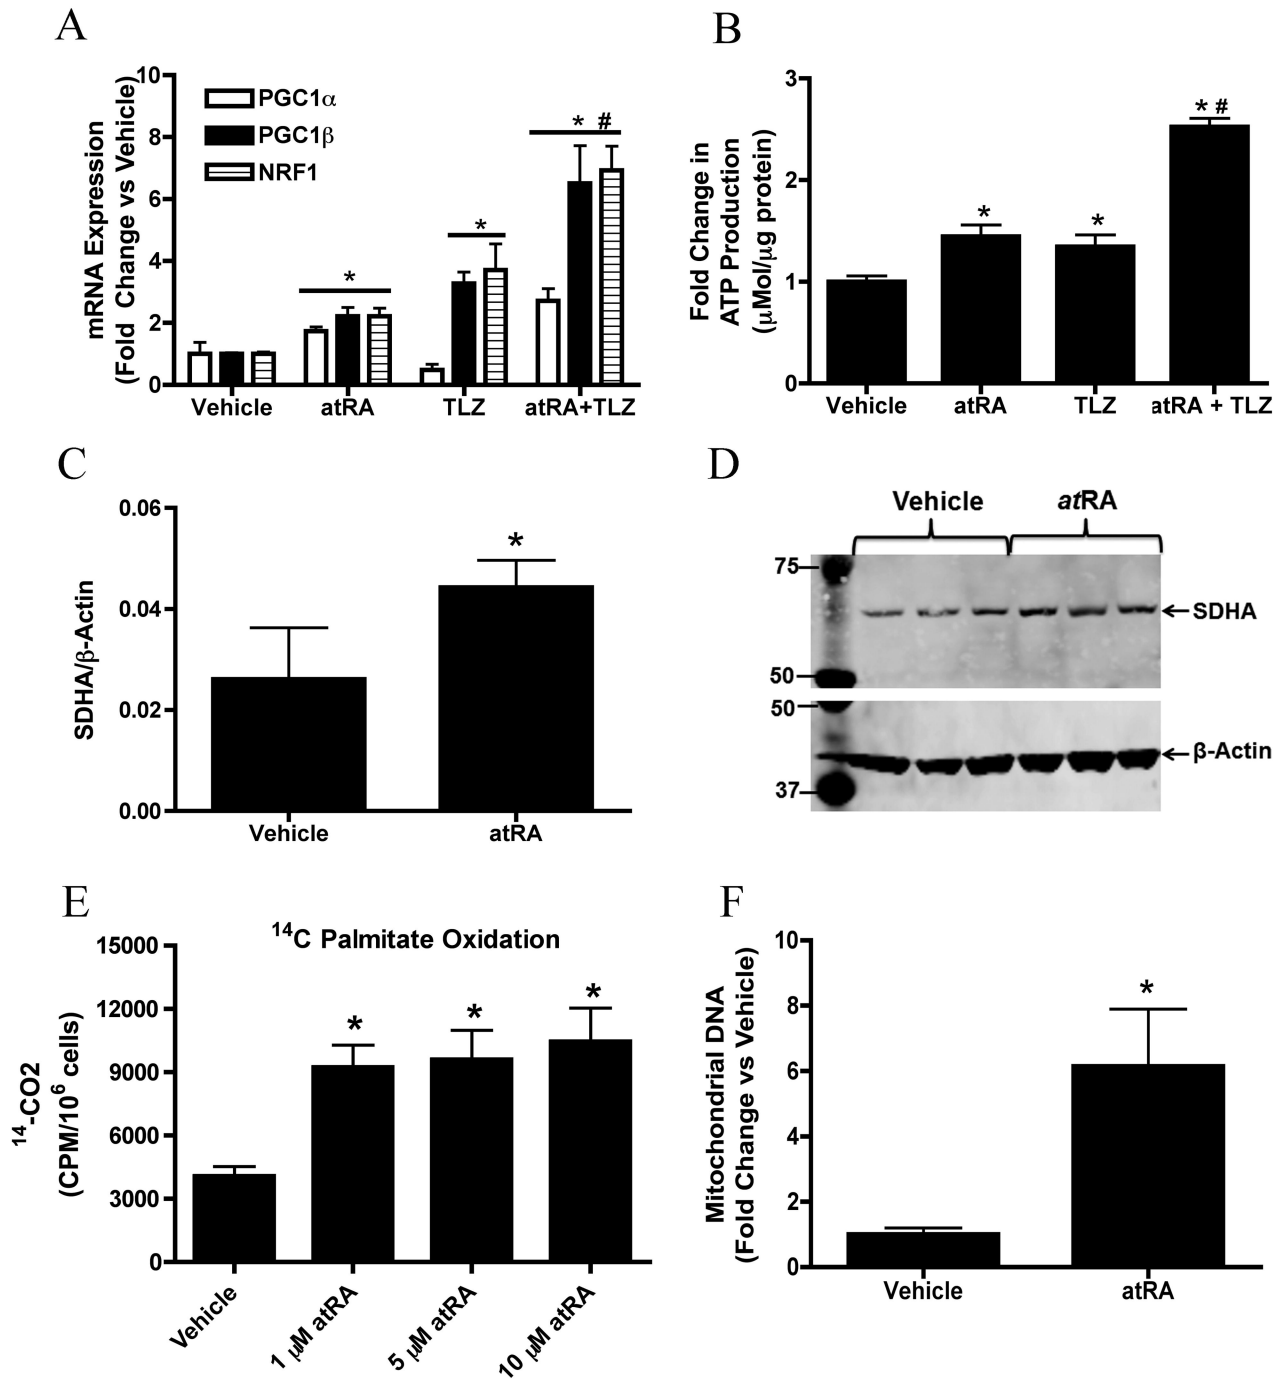 A
mRNA Expression
(Fold Change vs Vehicle)
10
8
6
4
2
0
PGC1α
PGC1β
NRF1
*
*
* #
Vehicle
atRA
TLZ
atRA+TLZ
B
Fold Change in
ATP Production
(µMol/µg protein)
3
2
1
0
*
*
* #
Vehicle
atRA
TLZ
atRA + TLZ
C
SDHA/β-Actin
0.06
0.04
0.02
0.00
*
Vehicle
atRA
D
Vehicle
atRA
75
50
SDHA
50
37
β-Actin
E
14C Palmitate Oxidation
14-CO2
(CPM/10^6 cells)
15000
12000
9000
6000
3000
0
*
*
*
Vehicle
1 µM atRA
5 µM atRA
10 µM atRA
F
Mitochondrial DNA
(Fold Change vs Vehicle)
10
8
6
4
2
0
*
Vehicle
atRA